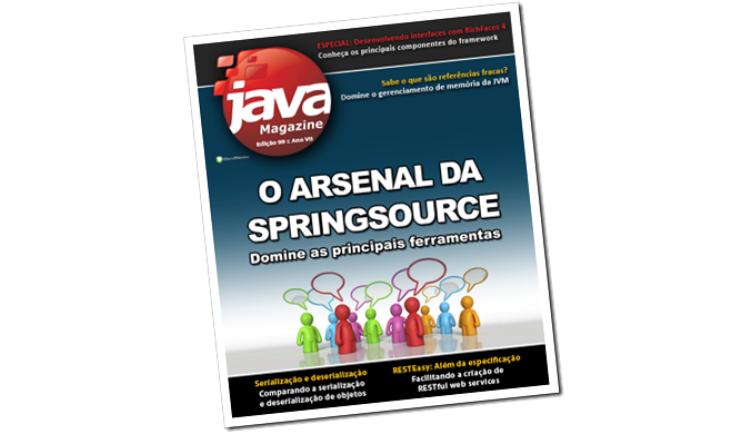 ESPECIAL: Desenvolvendo interfaces com RichFaces 4
Conheça os principais componentes do framework
Sabe o que são referências fracas?
Domine o gerenciamento de memória da JVM
java
Magazine
Edição 99 :: Ano VII
O ARSENAL DA
SPRINGSOURCE
Domine as principais ferramentas
Serialização e deserialização
Comparando a serialização
e deserialização de objetos
RESTEasy: Além da especificação
Facilitando a criação de
RESTful web services